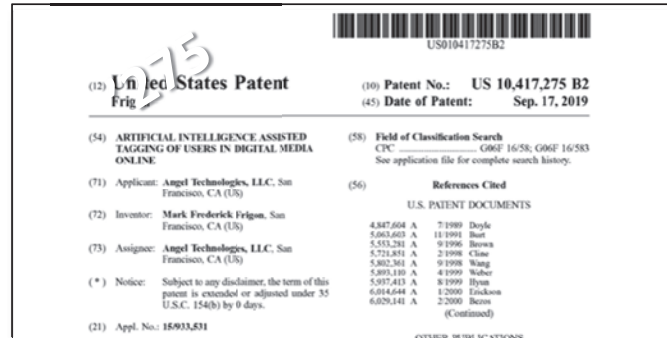 US010417275B2
'275
(12) United States Patent
Frig
(10) Patent No.: US 10,417,275 B2
(45) Date of Patent: Sep. 17, 2019
(54) ARTIFICIAL INTELLIGENCE ASSISTED
TAGGING OF USERS IN DIGITAL MEDIA
ONLINE
(71) Applicant: Angel Technologies, LLC, San
Francisco, CA (US)
(72) Inventor: Mark Frederick Frigon, San
Francisco, CA (US)
(73) Assignee: Angel Technologies, LLC, San
Francisco, CA (US)
( * ) Notice: Subject to any disclaimer, the term of this
patent is extended or adjusted under 35
U.S.C. 154(b) by 0 days.
(21) Appl. No.: 15/933,531
(58) Field of Classification Search
CPC .................... G06F 16/58; G06F 16/583
See application file for complete search history.
(56) References Cited
U.S. PATENT DOCUMENTS
4,847,604 A 7/1989 Doyle
5,063,603 A 11/1991 Burt
5,553,281 A 9/1996 Brown
5,721,851 A 2/1998 Cline
5,802,361 A 9/1998 Wang
5,893,110 A 4/1999 Weber
5,937,413 A 8/1999 Hyun
6,014,644 A 1/2000 Erickson
6,029,141 A 2/2000 Bezos
(Continued)
OTHER PUBLICATIONS